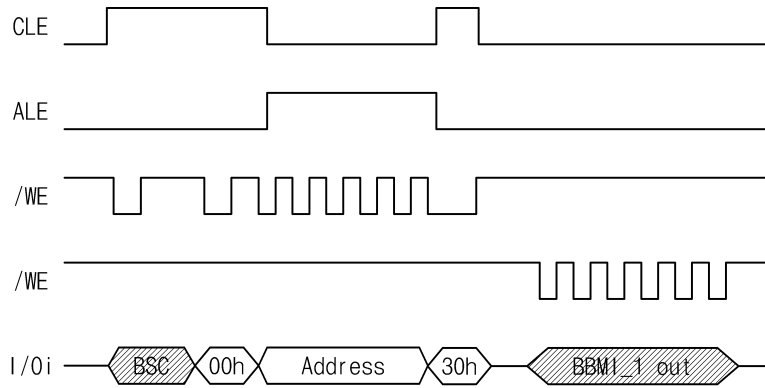 CLE
ALE
/WE
/WE
I/Oi BSC 00h Address 30h BBMI_1 out